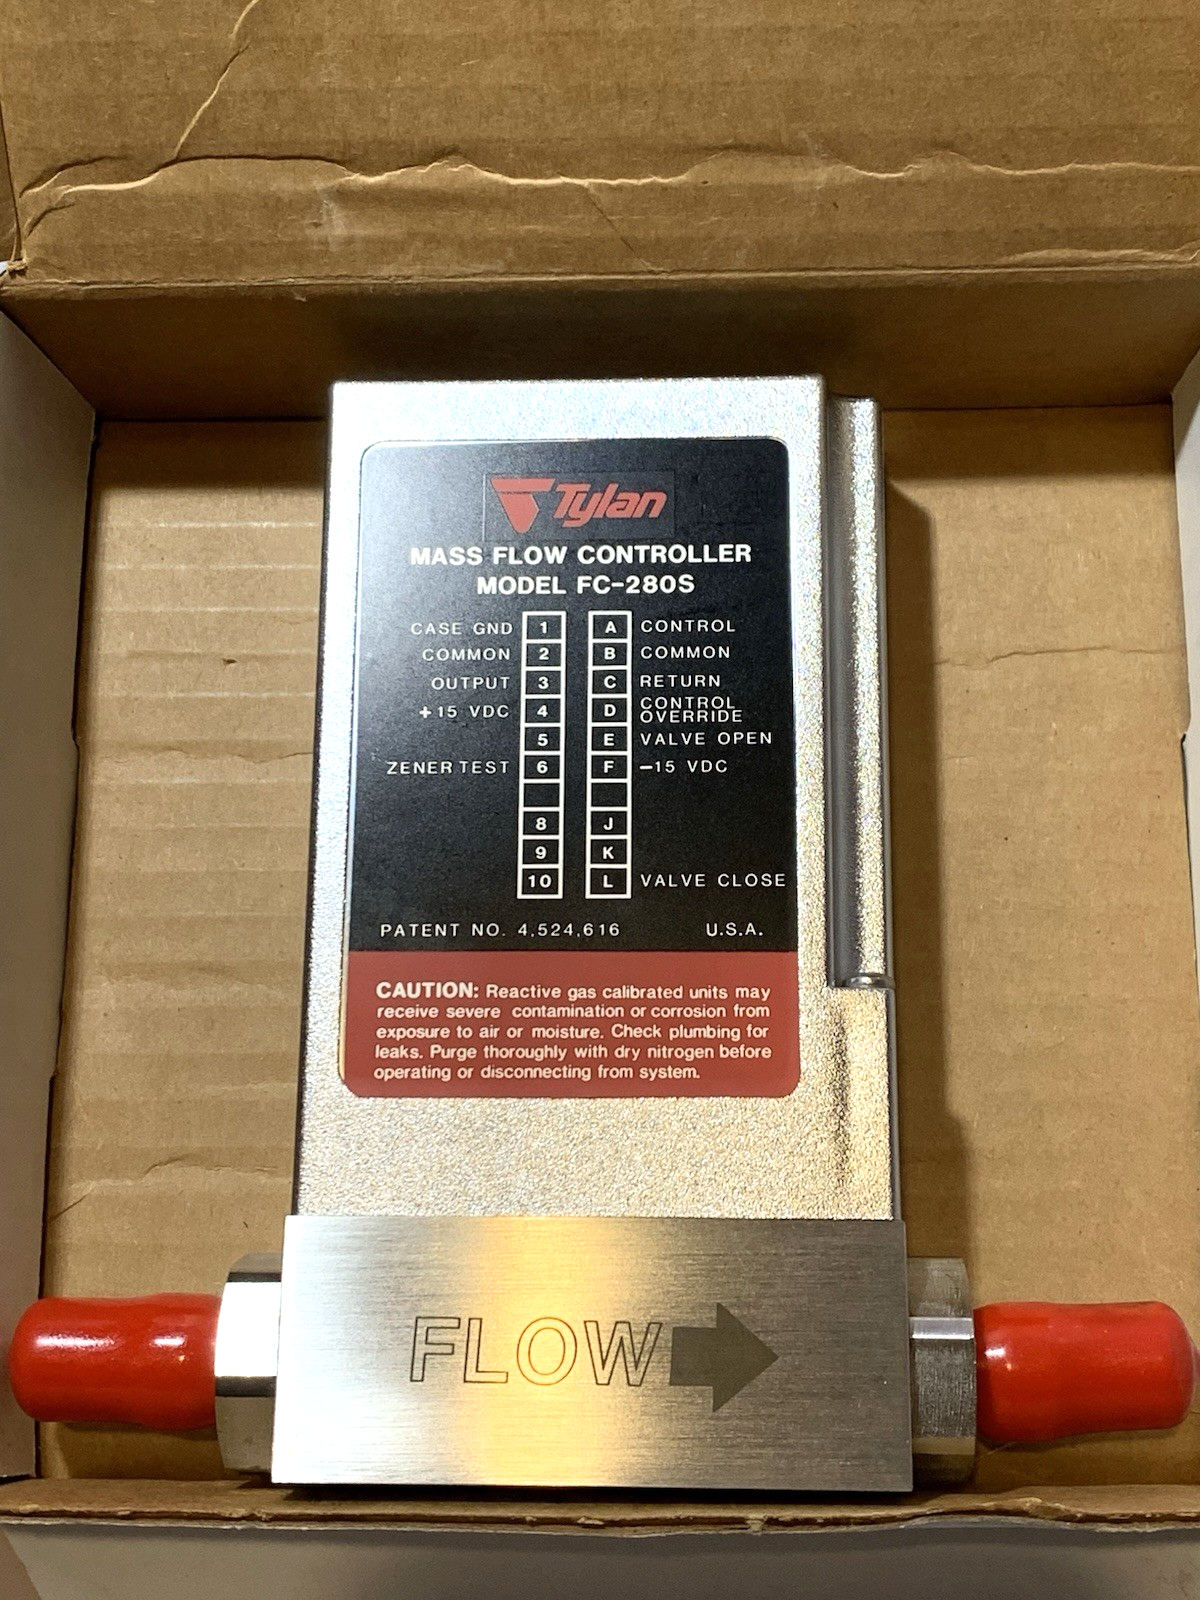 Tylan
MASS FLOW CONTROLLER
MODEL FC-280S
CASE GND 1 A CONTROL
COMMON 2 B COMMON
OUTPUT 3 C RETURN
+15 VDC 4 D CONTROL OVERRIDE
5 E VALVE OPEN
ZENER TEST 6 F -15 VDC
8 J
9 K
10 L VALVE CLOSE
PATENT NO. 4,524,616 U.S.A.
CAUTION: Reactive gas calibrated units may
receive severe contamination or corrosion from
exposure to air or moisture. Check plumbing for
leaks. Purge thoroughly with dry nitrogen before
operating or disconnecting from system.
FLOW